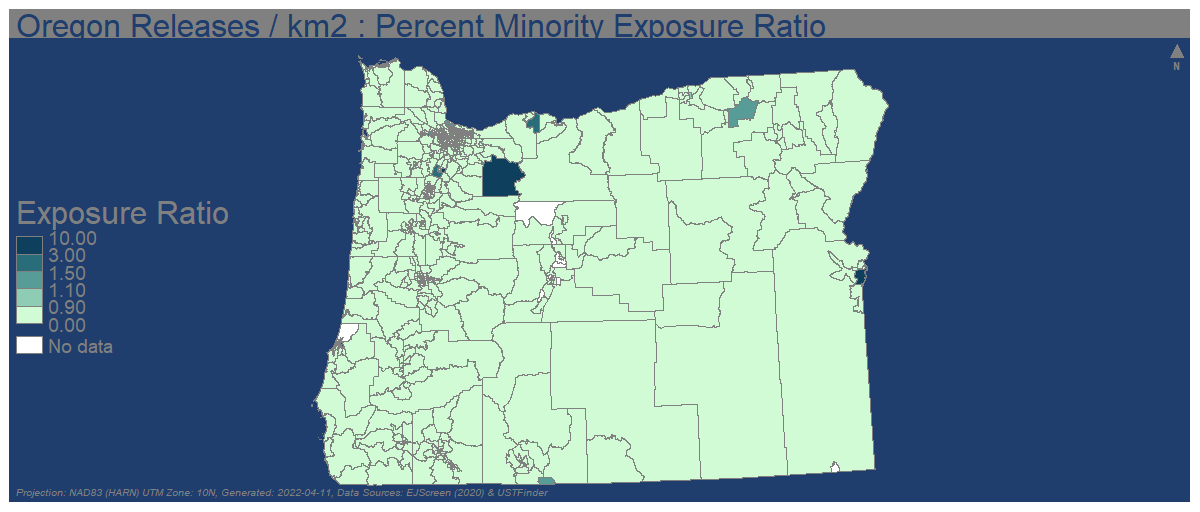 Oregon Releases / km2 : Percent Minority Exposure Ratio
N
Exposure Ratio
10.00
3.00
1.50
1.10
0.90
0.00
No data
Projection: NAD83 (HARN) UTM Zone: 10N, Generated: 2022-04-11, Data Sources: EJScreen (2020) & USTFinder